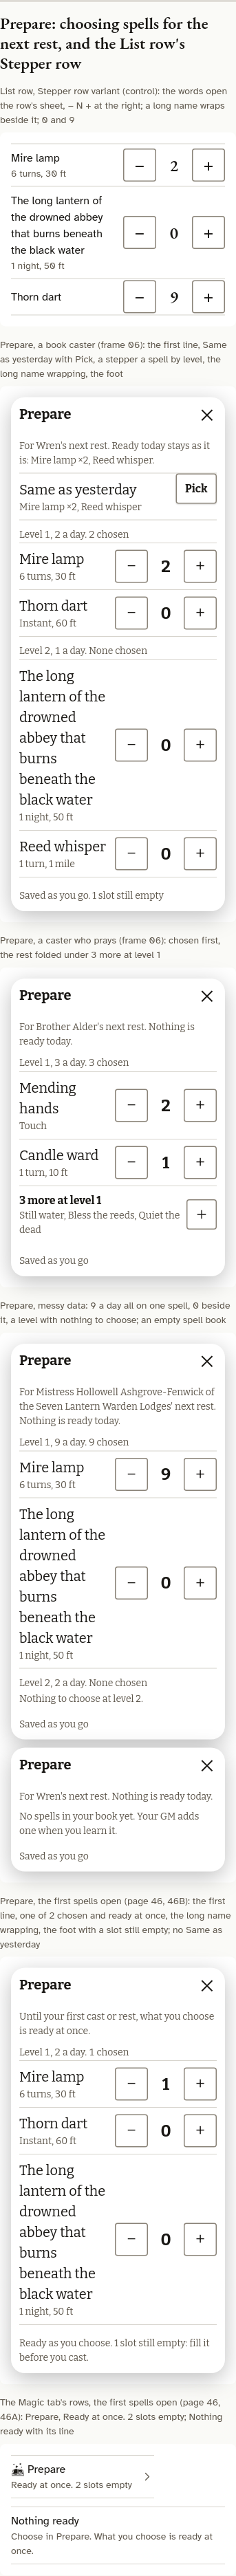 Prepare: choosing spells for the
next rest, and the List row's
Stepper row
List row, Stepper row variant (control): the words open
the row's sheet, − N + at the right; a long name wraps
beside it; 0 and 9
Mire lamp
6 turns, 30 ft
− 2 +
The long lantern of
the drowned abbey
that burns beneath
the black water
1 night, 50 ft
− 0 +
Thorn dart
− 9 +
Prepare, a book caster (frame 06): the first line, Same
as yesterday with Pick, a stepper a spell by level, the
long name wrapping, the foot
Prepare
For Wren's next rest. Ready today stays as it
is: Mire lamp ×2, Reed whisper.
Same as yesterday
Mire lamp ×2, Reed whisper
Pick
Level 1, 2 a day. 2 chosen
Mire lamp
6 turns, 30 ft
− 2 +
Thorn dart
Instant, 60 ft
− 0 +
Level 2, 1 a day. None chosen
The long
lantern of the
drowned
abbey that
burns
beneath the
black water
1 night, 50 ft
− 0 +
Reed whisper
1 turn, 1 mile
− 0 +
Saved as you go. 1 slot still empty
Prepare, a caster who prays (frame 06): chosen first,
the rest folded under 3 more at level 1
Prepare
For Brother Alder's next rest. Nothing is
ready today.
Level 1, 3 a day. 3 chosen
Mending
hands
Touch
− 2 +
Candle ward
1 turn, 10 ft
− 1 +
3 more at level 1
Still water, Bless the reeds, Quiet the
dead
+
Saved as you go
Prepare, messy data: 9 a day all on one spell, 0 beside
it, a level with nothing to choose; an empty spell book
Prepare
For Mistress Hollowell Ashgrove-Fenwick of
the Seven Lantern Warden Lodges' next rest.
Nothing is ready today.
Level 1, 9 a day. 9 chosen
Mire lamp
6 turns, 30 ft
− 9 +
The long
lantern of the
drowned
abbey that
burns
beneath the
black water
1 night, 50 ft
− 0 +
Level 2, 2 a day. None chosen
Nothing to choose at level 2.
Saved as you go
Prepare
For Wren's next rest. Nothing is ready today.
No spells in your book yet. Your GM adds
one when you learn it.
Saved as you go
Prepare, the first spells open (page 46, 46B): the first
line, one of 2 chosen and ready at once, the long name
wrapping, the foot with a slot still empty; no Same as
yesterday
Prepare
Until your first cast or rest, what you choose
is ready at once.
Level 1, 2 a day. 1 chosen
Mire lamp
6 turns, 30 ft
− 1 +
Thorn dart
Instant, 60 ft
− 0 +
The long
lantern of the
drowned
abbey that
burns
beneath the
black water
1 night, 50 ft
− 0 +
Ready as you choose. 1 slot still empty: fill it
before you cast.
The Magic tab's rows, the first spells open (page 46,
46A): Prepare, Ready at once. 2 slots empty; Nothing
ready with its line
Prepare
Ready at once. 2 slots empty
Nothing ready
Choose in Prepare. What you choose is ready at
once.